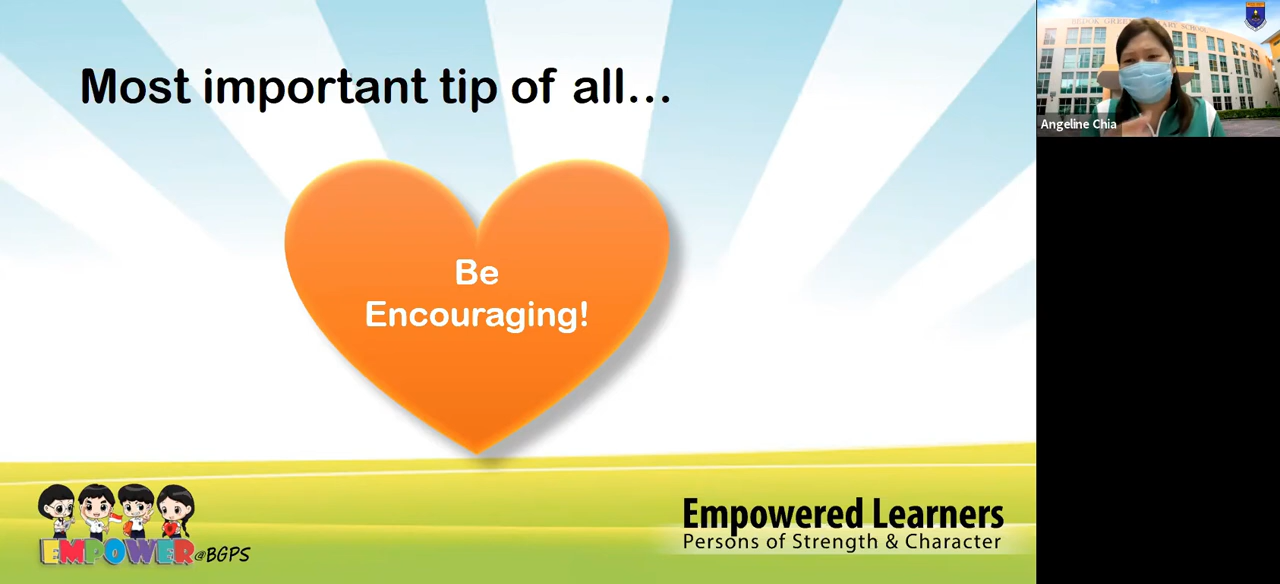 Most important tip of all...
Be
Encouraging!
Angeline Chia
EMPOWER@BGPS
Empowered Learners
Persons of Strength & Character